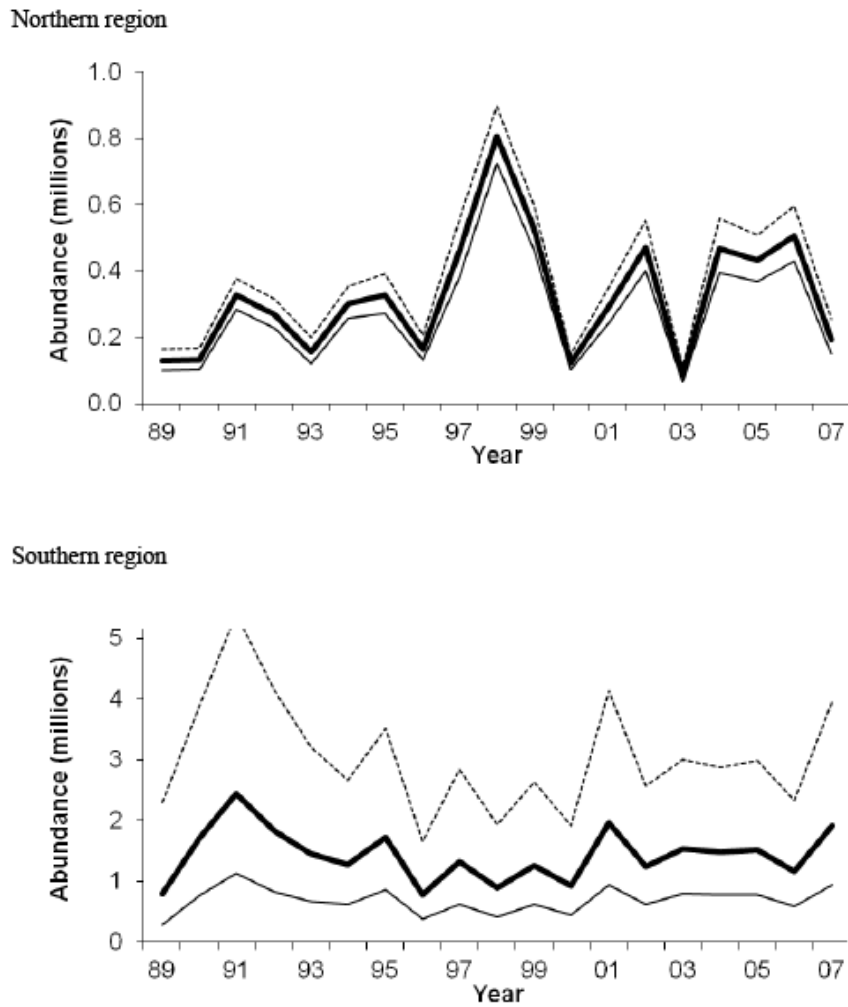 Northern region
Abundance (millions)
1.0
0.8
0.6
0.4
0.2
0.0
89 91 93 95 97 99 01 03 05 07
Year
Southern region
Abundance (millions)
5
4
3
2
1
0
89 91 93 95 97 99 01 03 05 07
Year